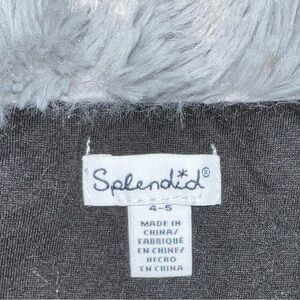 Splendid®
4-5
MADE IN
CHINA/
FABRIQUÉ
EN CHINE/
HECHO
EN CHINA